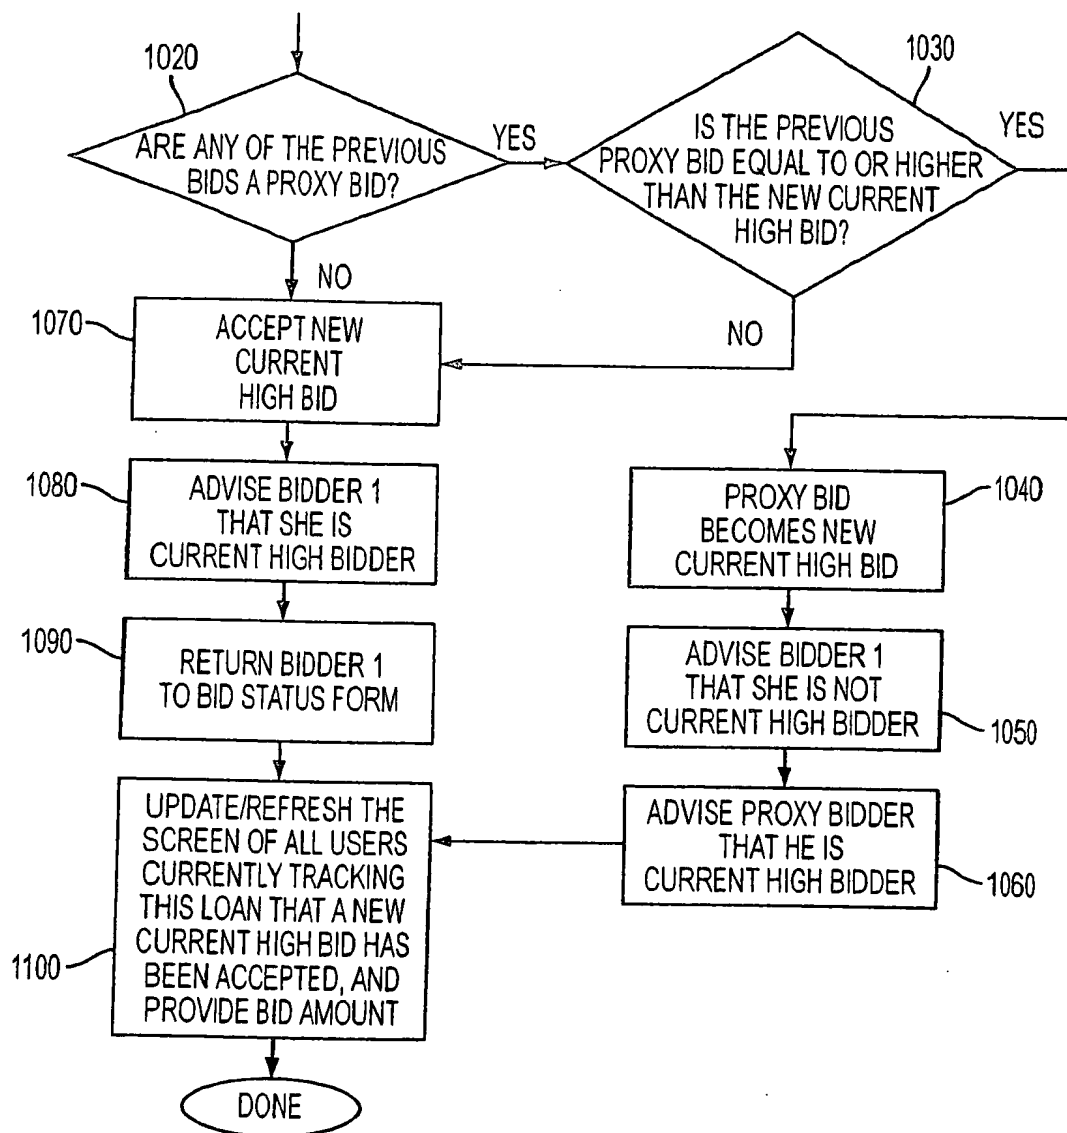 1020
ARE ANY OF THE PREVIOUS
BIDS A PROXY BID?
YES
1030
IS THE PREVIOUS
PROXY BID EQUAL TO OR HIGHER
THAN THE NEW CURRENT
HIGH BID?
YES
NO
NO
1070
ACCEPT NEW
CURRENT
HIGH BID
1080
ADVISE BIDDER 1
THAT SHE IS
CURRENT HIGH BIDDER
1090
RETURN BIDDER 1
TO BID STATUS FORM
1040
PROXY BID
BECOMES NEW
CURRENT HIGH BID
ADVISE BIDDER 1
THAT SHE IS NOT
CURRENT HIGH BIDDER
1050
ADVISE PROXY BIDDER
THAT HE IS
CURRENT HIGH BIDDER
1060
1100
UPDATE/REFRESH THE
SCREEN OF ALL USERS
CURRENTLY TRACKING
THIS LOAN THAT A NEW
CURRENT HIGH BID HAS
BEEN ACCEPTED, AND
PROVIDE BID AMOUNT
DONE